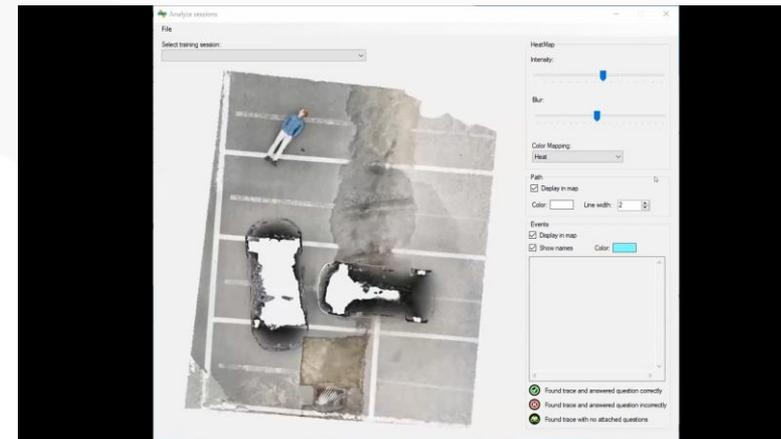 Analyze sessions
File
Select training session:
HeatMap
Intensity:
Blur:
Color Mapping:
Heat
Path
Display in map
Color:
Line width:
2
Events
Display in map
Show names
Color:
Found trace and answered question correctly
Found trace and answered question incorrectly
Found trace with no attached questions